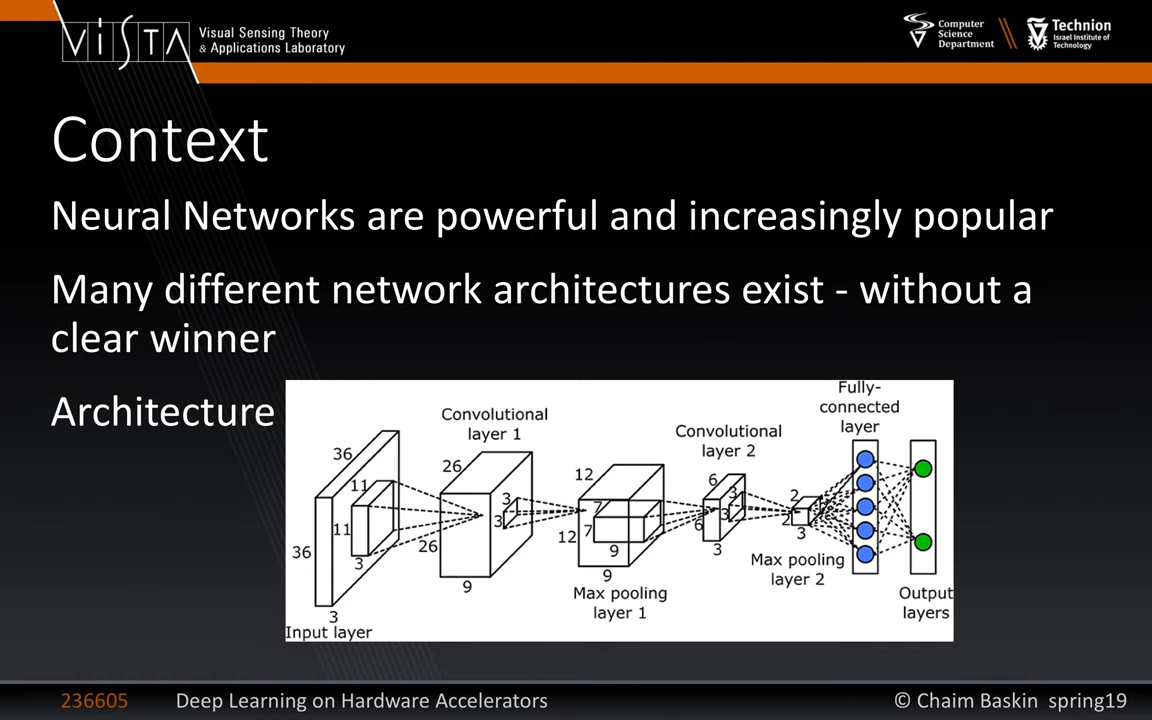 ViSTA
Visual Sensing Theory
& Applications Laboratory
Computer
Science
Department
Technion
Israel Institute of
Technology
Context
Neural Networks are powerful and increasingly popular
Many different network architectures exist - without a
clear winner
Architecture
36
11
11
36
3
3
Input layer
Convolutional
layer 1
26
3
3
26
9
12
7
7
12
9
9
Max pooling
layer 1
Convolutional
layer 2
6
3
3
6
3
2
2
3
Max pooling
layer 2
Fully-
connected
layer
Output
layers
236605
Deep Learning on Hardware Accelerators
© Chaim Baskin spring19